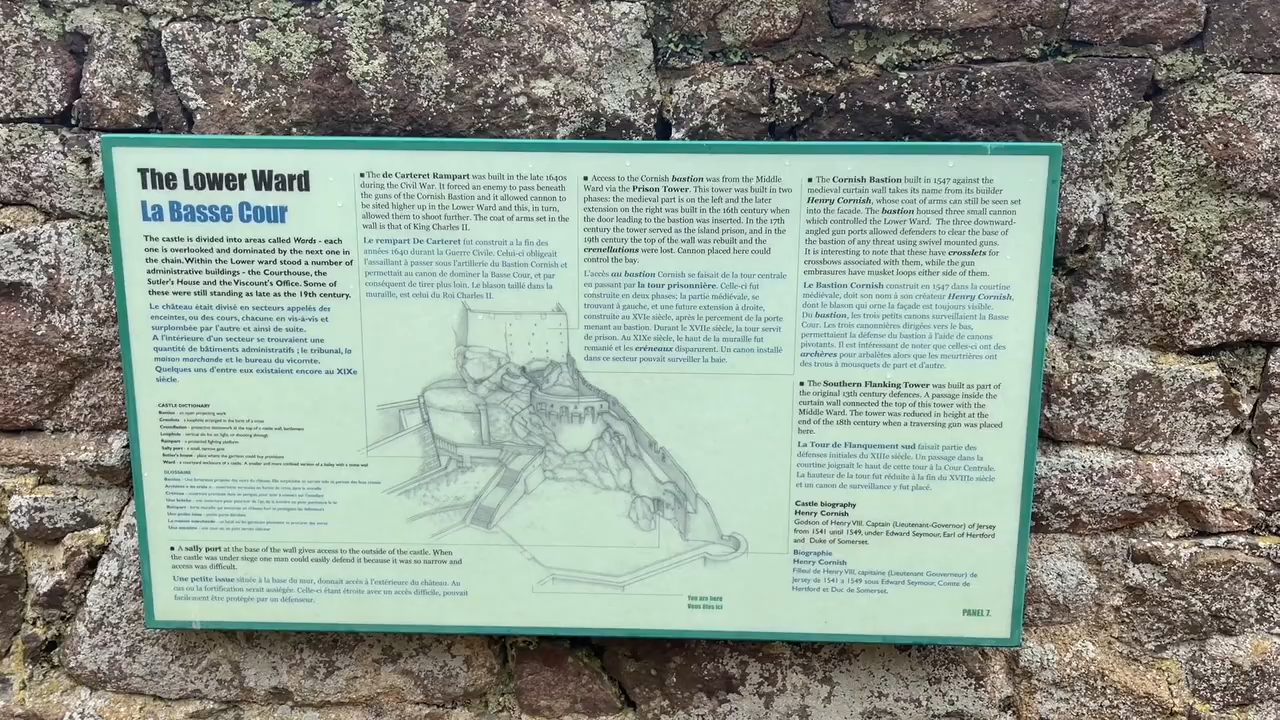 The Lower Ward
La Basse Cour
The castle is divided into areas called Wards - each
one is overlooked and dominated by the next one in
the chain. Within the Lower ward stood a number of
administrative buildings - the Courthouse, the
Sutler's House and the Viscount's Office. Some of
these were still standing as late as the 19th century.
Le château était divisé en secteurs appelés des
enceintes, ou des cours, chacune en vis-à-vis et
surplombée par l'autre et ainsi de suite.
A l'intérieur d'un secteur se trouvait une
quantité de bâtiments administratifs ; le tribunal, la
maison marchande et le bureau du vicomte.
Quelques uns d'entre eux existaient encore au XIXe
siècle.
CASTLE DICTIONARY
Bastion - an open projecting work
Crosslets - a loophole arranged in the form of a cross
Rampart - a protected fighting platform
Sally port - a small, narrow gate
Sutler's house - place where the garrison could buy provisions
GLOSSAIRE
■ A sally port at the base of the wall gives access to the outside of the castle. When
the castle was under siege one man could easily defend it because it was so narrow and
access was difficult.
Une petite issue située à la base du mur, donnait accès à l'extérieure du château. Au
cas ou la fortification serait assiégée. Celle-ci étant étroite avec un accès difficile, pouvait
facilement être protégée par un défenseur.
■ The de Carteret Rampart was built in the late 1640s
during the Civil War. It forced an enemy to pass beneath
the guns of the Cornish Bastion and it allowed cannon to
be sited higher up in the Lower Ward and this, in turn,
allowed them to shoot further. The coat of arms set in the
wall is that of King Charles II.
Le rempart De Carteret fut construit a la fin des
années 1640 durant la Guerre Civile. Celui-ci obligeait
l'assaillant à passer sous l'artillerie du Bastion Cornish et
permettait au canon de dominer la Basse Cour, et par
conséquent de tirer plus loin. Le blason taillé dans la
muraille, est celui du Roi Charles II.
■ Access to the Cornish bastion was from the Middle
Ward via the Prison Tower. This tower was built in two
phases: the medieval part is on the left and the later
extension on the right was built in the 16th century when
the door leading to the bastion was inserted. In the 17th
century the tower served as the island prison, and in the
19th century the top of the wall was rebuilt and the
crenellations were lost. Cannon placed here could
control the bay.
L'accès au bastion Cornish se faisait de la tour centrale
en passant par la tour prisonnière. Celle-ci fut
construite en deux phases; la partie médiévale, se
trouvant à gauche, et une future extension à droite,
construite au XVIe siècle, après le percement de la porte
menant au bastion. Durant le XVIIe siècle, la tour servit
de prison. Au XIXe siècle, le haut de la muraille fut
remanié et les créneaux disparurent. Un canon installé
dans ce secteur pouvait surveiller la baie.
■ The Cornish Bastion built in 1547 against the
medieval curtain wall takes its name from its builder
Henry Cornish, whose coat of arms can still be seen set
into the facade. The bastion housed three small cannon
which controlled the Lower Ward. The three downward-
angled gun ports allowed defenders to clear the base of
the bastion of any threat using swivel mounted guns.
It is interesting to note that these have crosslets for
crossbows associated with them, while the gun
embrasures have musket loops either side of them.
Le Bastion Cornish construit en 1547 dans la courtine
médiévale, doit son nom à son créateur Henry Cornish,
dont le blason qui orne la façade est toujours visible.
Du bastion, les trois petits canons surveillaient la Basse
Cour. Les trois canonnières dirigées vers le bas,
permettaient la défense du bastion à l'aide de canons
pivotants. Il est intéressant de noter que celles-ci ont des
archères pour arbalètes alors que les meurtrières ont
des trous à mousquets de part et d'autre.
■ The Southern Flanking Tower was built as part of
the original 13th century defences. A passage inside the
curtain wall connected the top of this tower with the
Middle Ward. The tower was reduced in height at the
end of the 18th century when a traversing gun was placed
here.
La Tour de Flanquement sud faisait partie des
défenses initiales du XIIIe siècle. Un passage dans la
courtine joignait le haut de cette tour à la Cour Centrale.
La hauteur de la tour fut réduite à la fin du XVIIIe siècle
et un canon de surveillance y fut placé.
Castle biography
Henry Cornish
Godson of Henry VIII. Captain (Lieutenant-Governor) of Jersey
from 1541 until 1549, under Edward Seymour, Earl of Hertford
and Duke of Somerset.
Biographie
Henry Cornish
Filleul de Henry VIII, capitaine (Lieutenant Gouverneur) de
Jersey de 1541 a 1549 sous Edward Seymour, Comte de
Hertford et Duc de Somerset.
You are here
Vous êtes ici
PANEL 7.